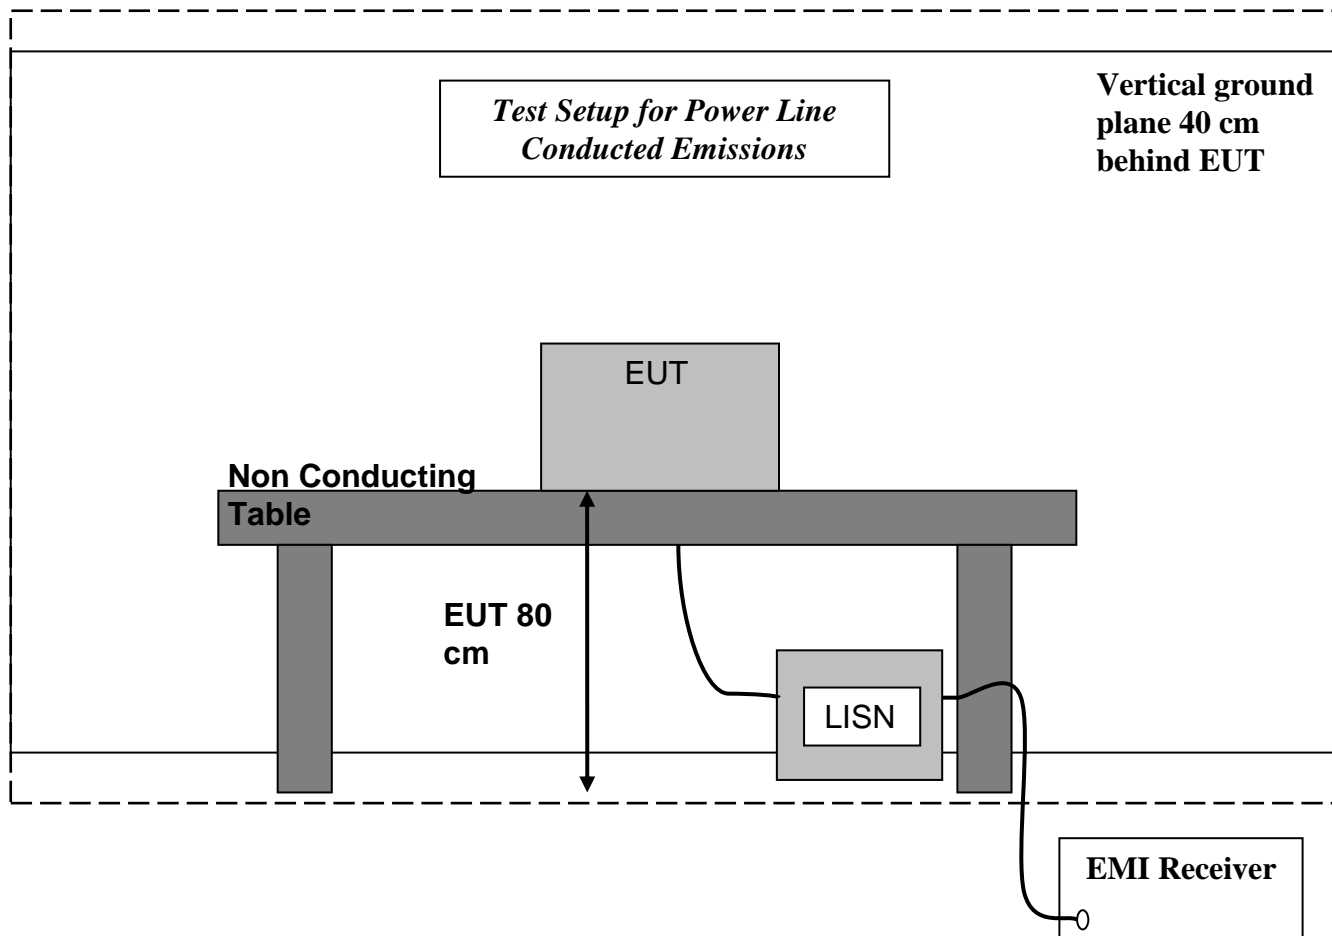 Test Setup for Power Line
Conducted Emissions
Vertical ground
plane 40 cm
behind EUT
EUT
Non Conducting
Table
EUT 80
cm
LISN
EMI Receiver